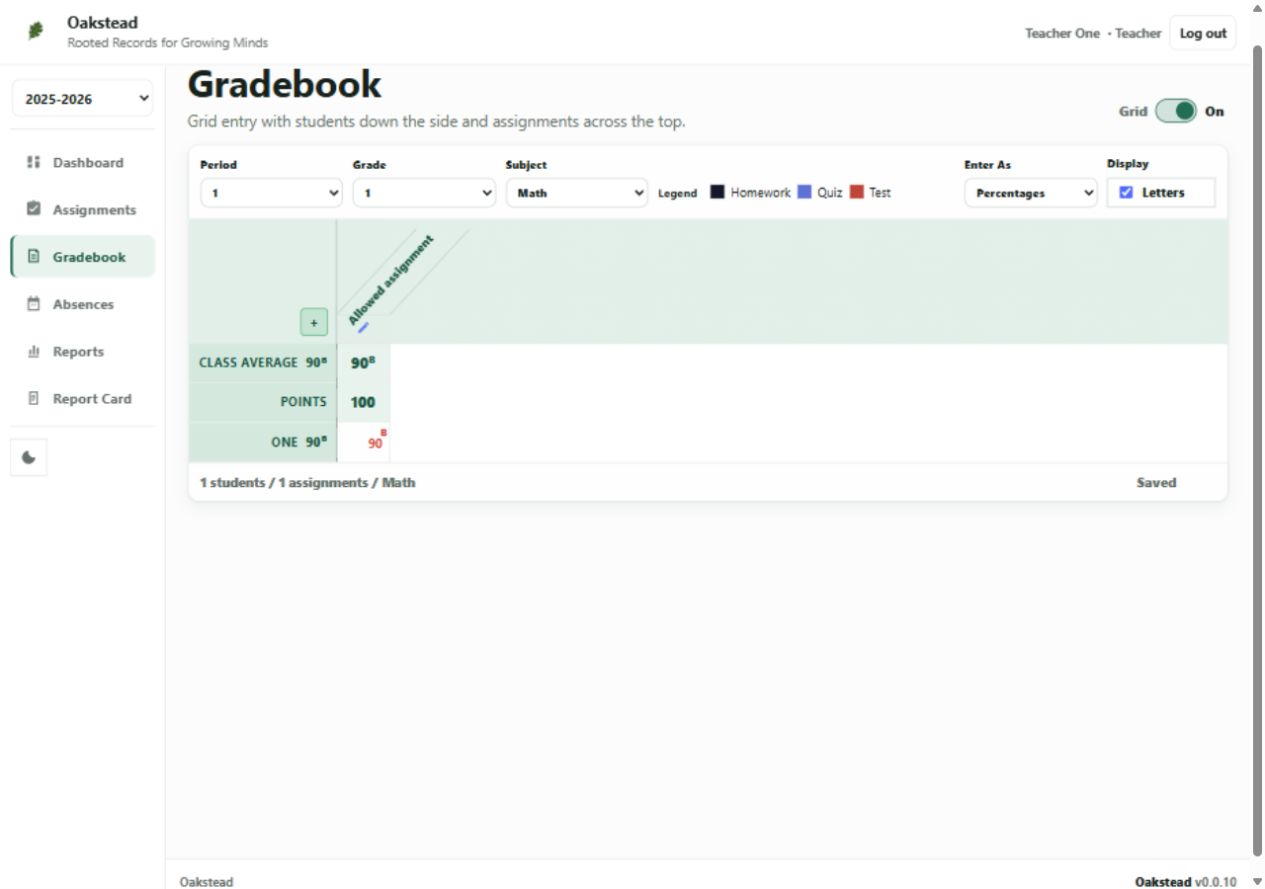 Oakstead
Rooted Records for Growing Minds
Teacher One · Teacher
Log out
2025-2026
Dashboard
Assignments
Gradebook
Absences
Reports
Report Card
Gradebook
Grid entry with students down the side and assignments across the top.
Grid On
Period
1
Grade
1
Subject
Math
Legend Homework Quiz Test
Enter As
Percentages
Display
Letters
Allowed assignment
+
CLASS AVERAGE 90B 90B
POINTS 100
ONE 90B 90B
1 students / 1 assignments / Math
Saved
Oakstead
Oakstead v0.0.10